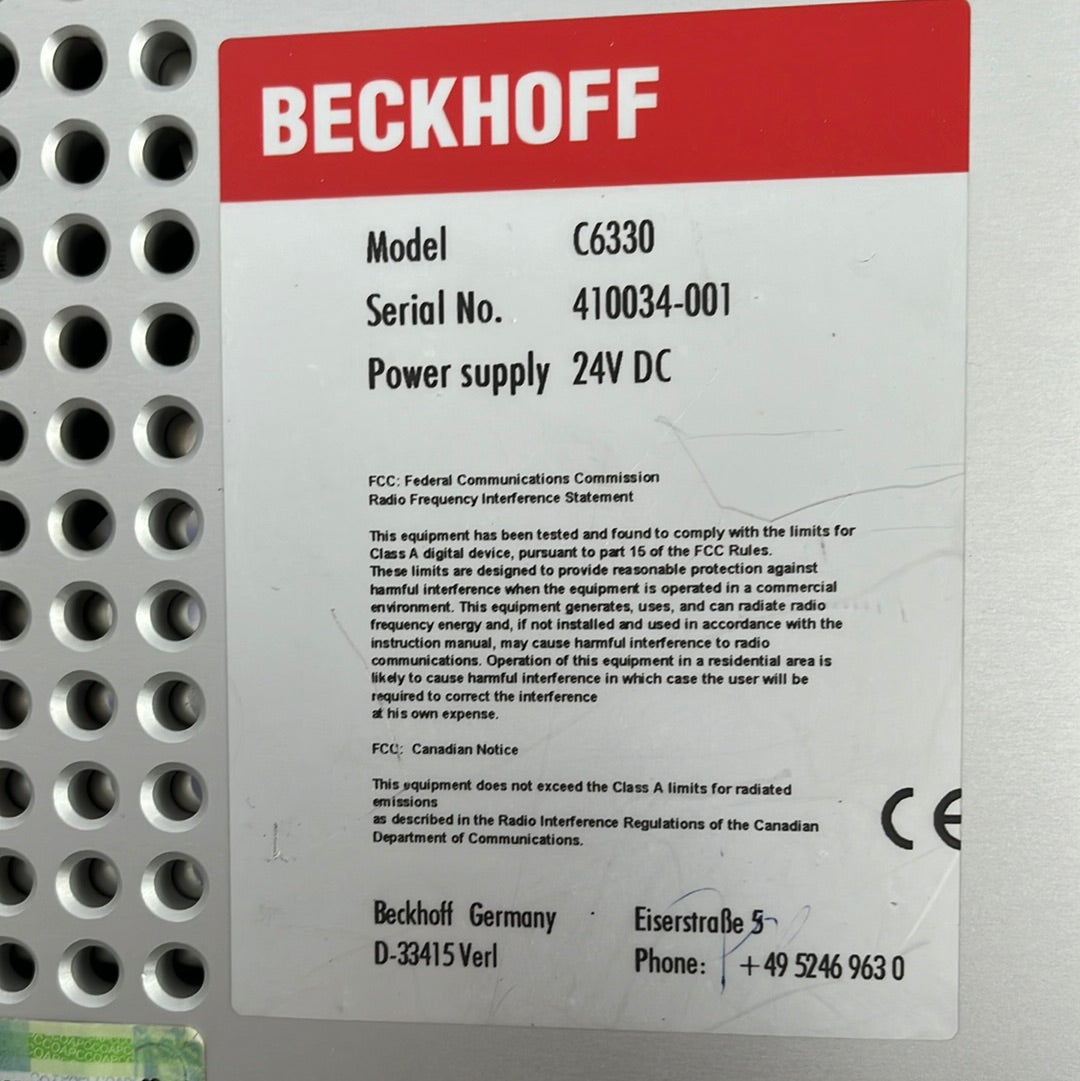 BECKHOFF
Model C6330
Serial No. 410034-001
Power supply 24V DC
FCC: Federal Communications Commission
Radio Frequency Interference Statement
This equipment has been tested and found to comply with the limits for
Class A digital device, pursuant to part 15 of the FCC Rules.
These limits are designed to provide reasonable protection against
harmful interference when the equipment is operated in a commercial
environment. This equipment generates, uses, and can radiate radio
frequency energy and, if not installed and used in accordance with the
instruction manual, may cause harmful interference to radio
communications. Operation of this equipment in a residential area is
likely to cause harmful interference in which case the user will be
required to correct the interference
at his own expense.
FCC: Canadian Notice
This equipment does not exceed the Class A limits for radiated
emissions
as described in the Radio Interference Regulations of the Canadian
Department of Communications.
CE
Beckhoff Germany Eiserstraße 5
D-33415 Verl Phone: +49 5246 963 0